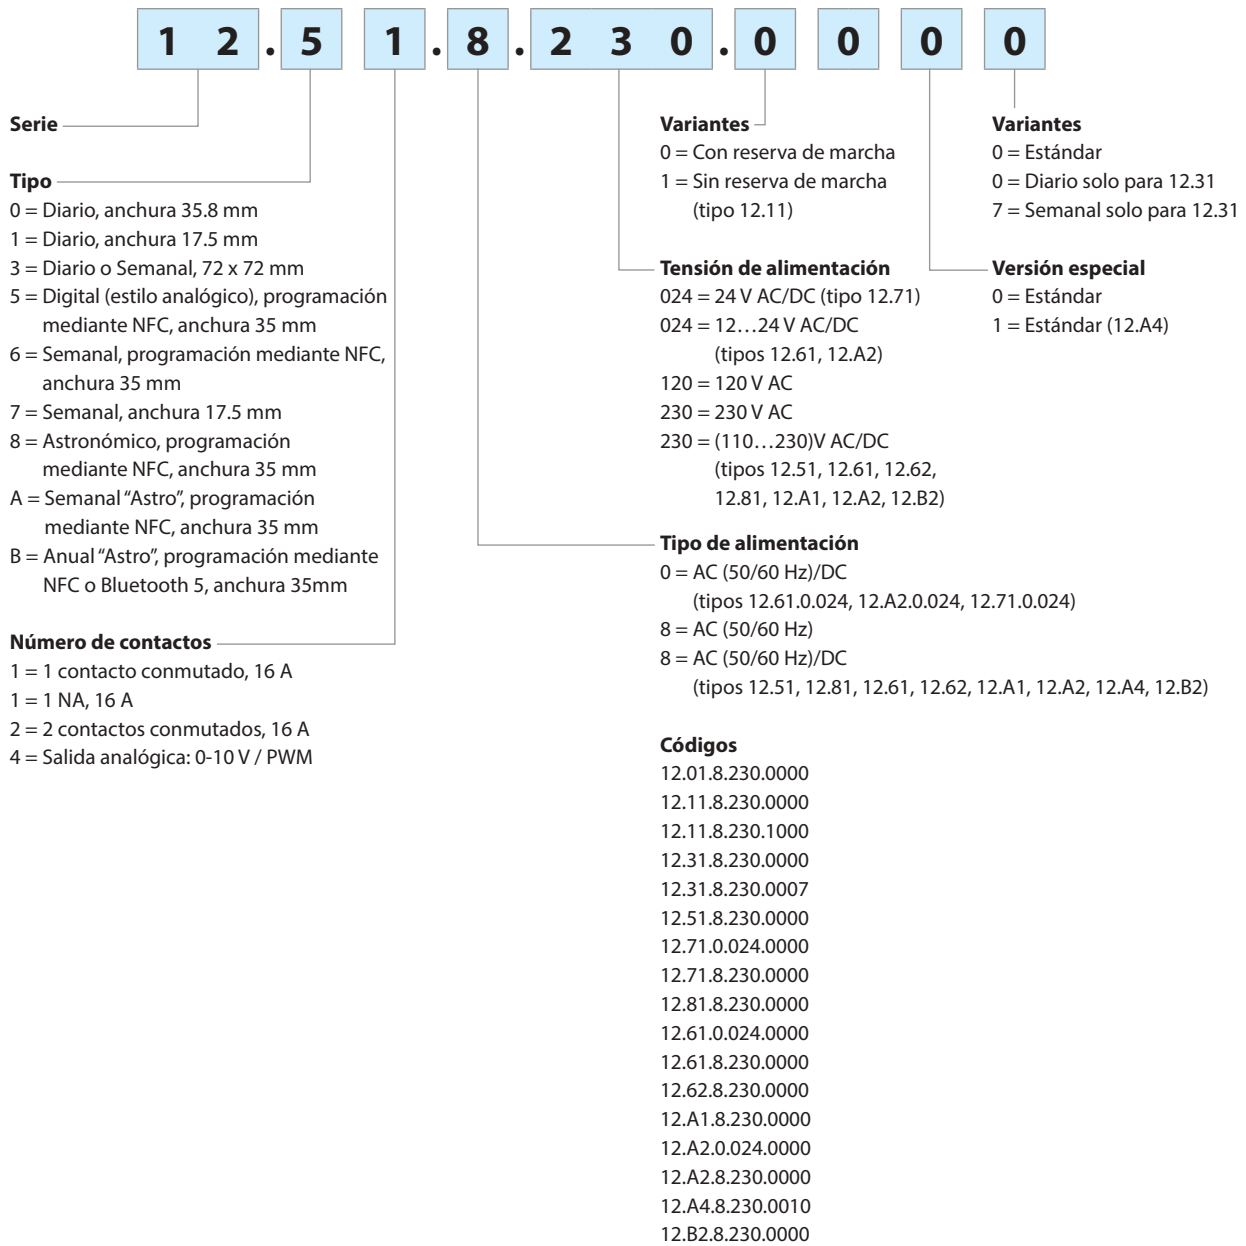 1 2 . 5 1 . 8 . 2 3 0 . 0 0 0 0
Serie
Tipo
0 = Diario, anchura 35.8 mm
1 = Diario, anchura 17.5 mm
3 = Diario o Semanal, 72 x 72 mm
5 = Digital (estilo analógico), programación
mediante NFC, anchura 35 mm
6 = Semanal, programación mediante NFC,
anchura 35 mm
7 = Semanal, anchura 17.5 mm
8 = Astronómico, programación
mediante NFC, anchura 35 mm
A = Semanal “Astro”, programación
mediante NFC, anchura 35 mm
B = Anual “Astro”, programación mediante
NFC o Bluetooth 5, anchura 35mm
Número de contactos
1 = 1 contacto conmutado, 16 A
1 = 1 NA, 16 A
2 = 2 contactos conmutados, 16 A
4 = Salida analógica: 0-10 V / PWM
Variantes
0 = Con reserva de marcha
1 = Sin reserva de marcha
(tipo 12.11)
Tensión de alimentación
024 = 24 V AC/DC (tipo 12.71)
024 = 12…24 V AC/DC
(tipos 12.61, 12.A2)
120 = 120 V AC
230 = 230 V AC
230 = (110…230)V AC/DC
(tipos 12.51, 12.61, 12.62,
12.81, 12.A1, 12.A2, 12.B2)
Tipo de alimentación
0 = AC (50/60 Hz)/DC
(tipos 12.61.0.024, 12.A2.0.024, 12.71.0.024)
8 = AC (50/60 Hz)
8 = AC (50/60 Hz)/DC
(tipos 12.51, 12.81, 12.61, 12.62, 12.A1, 12.A2, 12.A4, 12.B2)
Códigos
12.01.8.230.0000
12.11.8.230.0000
12.11.8.230.1000
12.31.8.230.0000
12.31.8.230.0007
12.51.8.230.0000
12.71.0.024.0000
12.71.8.230.0000
12.81.8.230.0000
12.61.0.024.0000
12.61.8.230.0000
12.62.8.230.0000
12.A1.8.230.0000
12.A2.0.024.0000
12.A2.8.230.0000
12.A4.8.230.0010
12.B2.8.230.0000
Variantes
0 = Estándar
0 = Diario solo para 12.31
7 = Semanal solo para 12.31
Versión especial
0 = Estándar
1 = Estándar (12.A4)